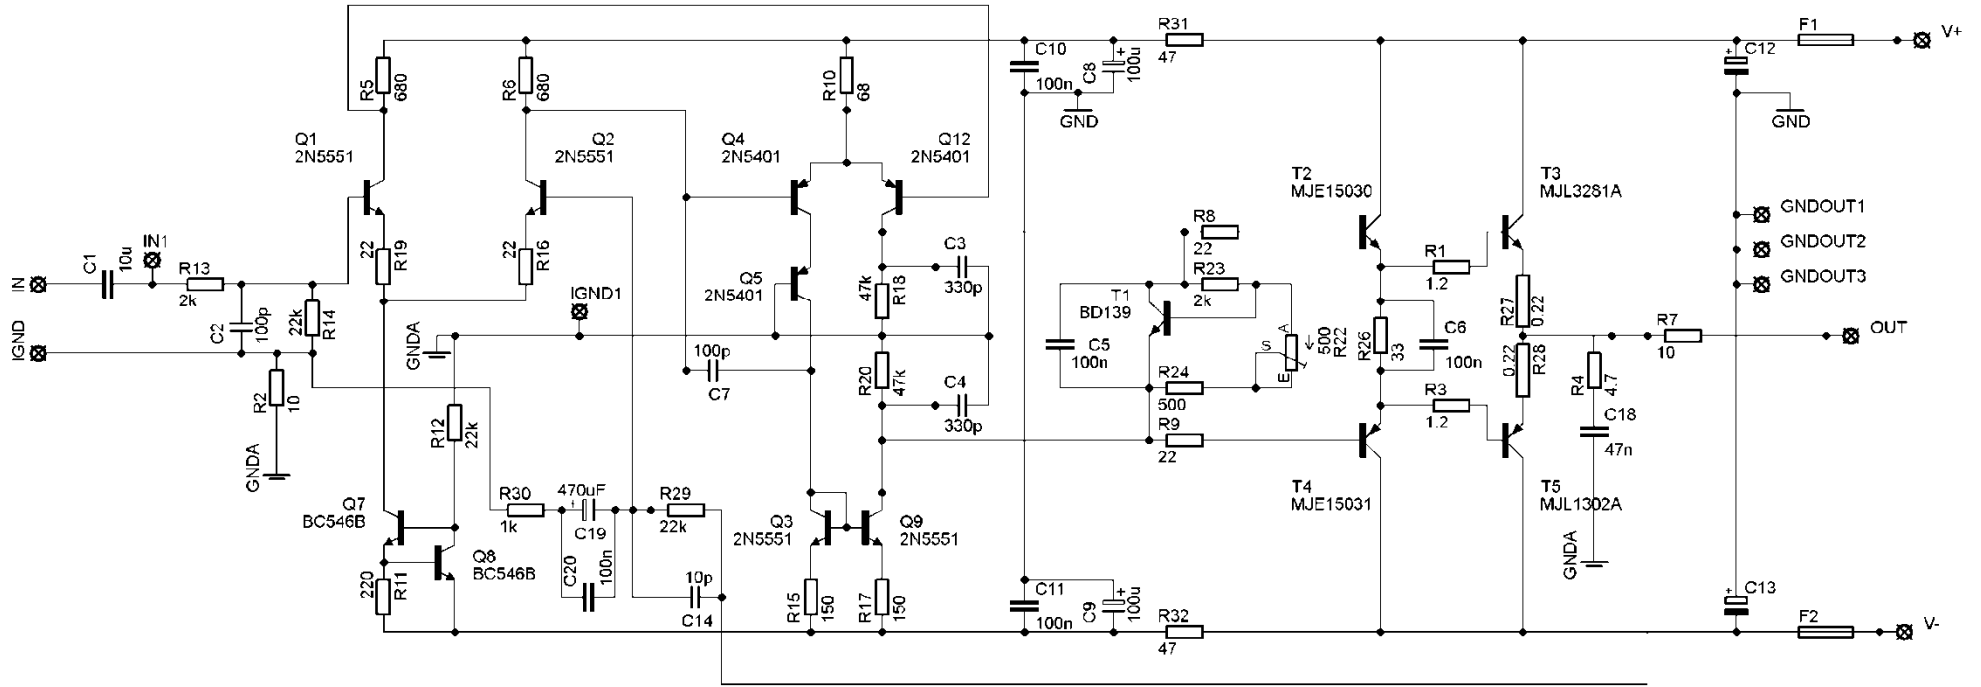 R31
47
F1
V+
C10
100n
C8
100u
C12
R5
680
R6
680
R10
68
GND
GND
Q1
2N5551
Q2
2N5551
Q4
2N5401
Q12
2N5401
T2
MJE15030
T3
MJL3281A
GNDOUT1
GNDOUT2
GNDOUT3
IN
C1
10u
IN1
R13
2k
22
R19
22
R16
R8
22
R23
2k
C3
330p
47k
R18
Q5
2N5401
R1
1.2
R27
0.22
IGND
C2
100p
22k
R14
IGND1
GNDA
T1
BD139
C5
100n
A
S
E
500
R22
R26
33
C6
100n
R7
10
OUT
R2
10
GNDA
100p
C7
R20
47k
C4
330p
R24
500
R3
1.2
0.22
R28
R4
4.7
C18
47n
R12
22k
R9
22
T4
MJE15031
T5
MJL1302A
Q7
BC546B
R30
1k
470uF
+
C19
R29
22k
Q3
2N5551
Q9
2N5551
GNDA
Q8
BC546B
220
R11
C20
100n
10p
C14
R15
150
R17
150
C11
100n
C9
100u
R32
47
C13
F2
V-